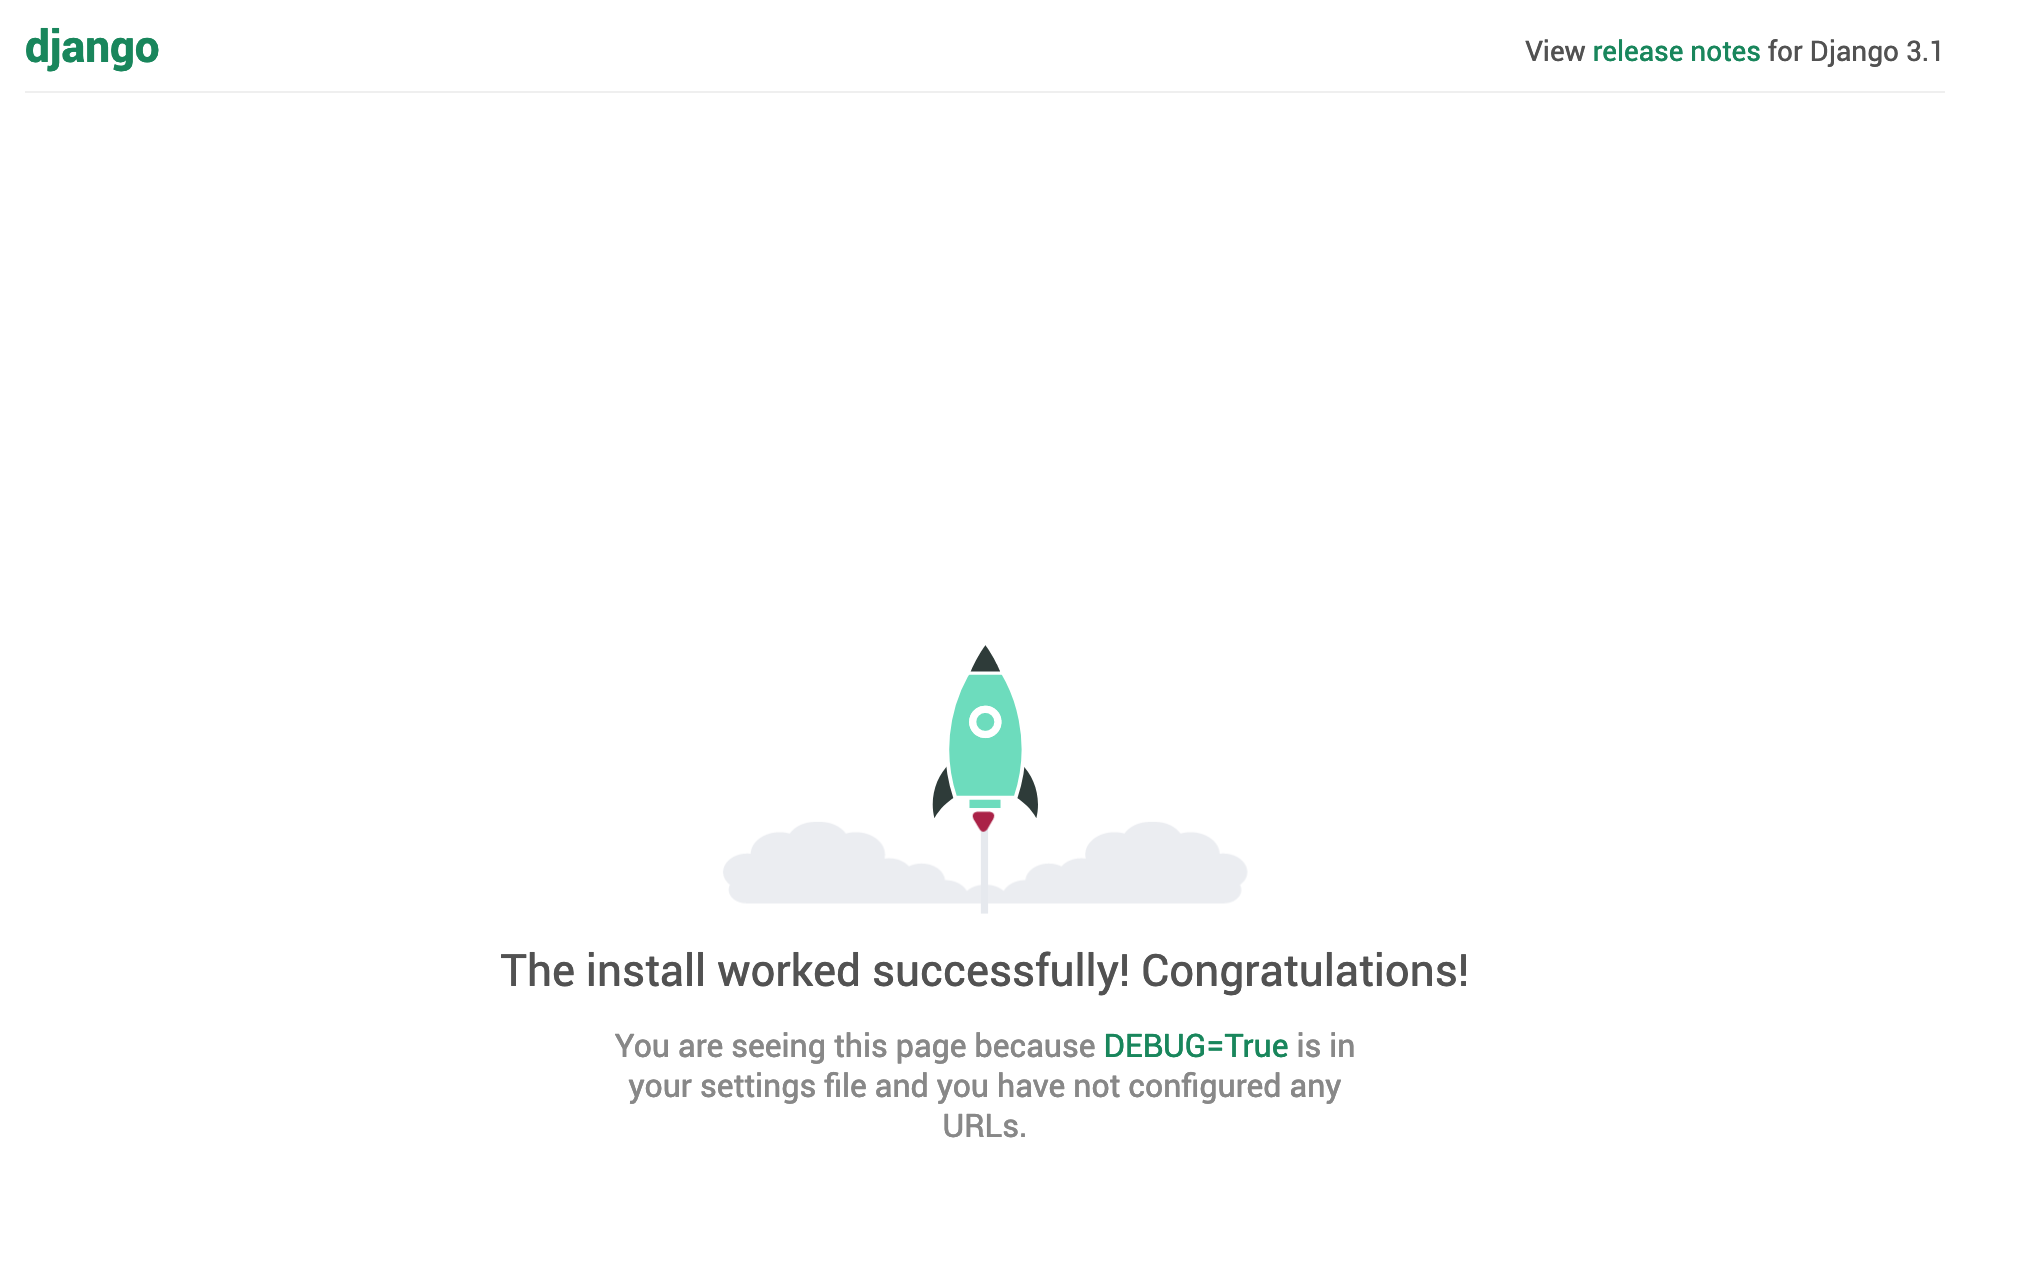 django
View release notes for Django 3.1
The install worked successfully! Congratulations!
You are seeing this page because DEBUG=True is in
your settings file and you have not configured any
URLs.